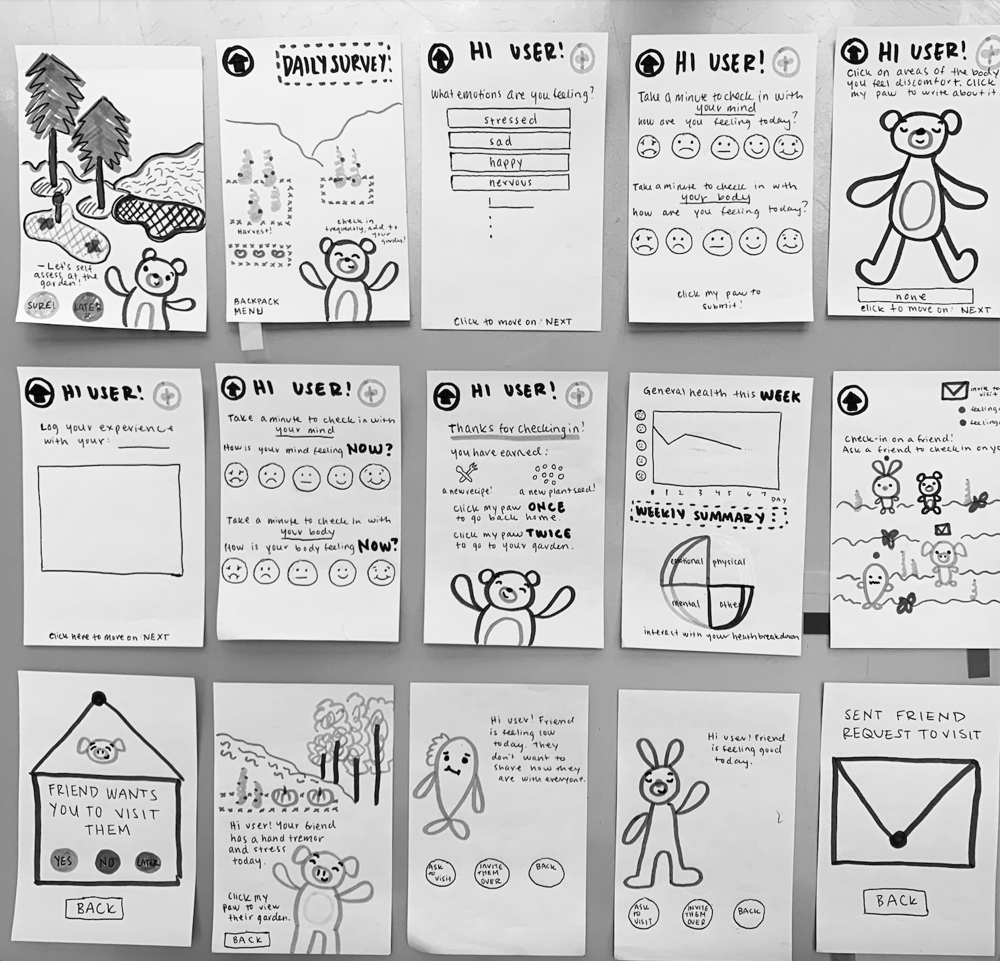 -Let's self
assess at the
garden!
SURE!
LATER
DAILY SURVEY!
Harvest!
check in
frequently, add to
your
garden!
BACKPACK
MENU
HI USER!
What emotions are you feeling?
stressed
sad
happy
nervous
Click to move on: NEXT
HI USER!
Take a minute to check in with
your mind
how are you feeling today?
Take a minute to check in with
your body
how are you feeling today?
Click my paw to
submit!
HI USER!
Click on areas of the body
you feel discomfort. Click
my paw to write about it
none
click to move on: NEXT
HI USER!
Log your experience
with your:
Click here to move on: NEXT
HI USER!
Take a minute to check in with
your mind
How is your mind feeling NOW?
Take a minute to check in with
your body
How is your body feeling NOW?
HI USER!
Thanks for checking in!
you have earned:
a new recipe!
a new plant seed!
click my paw ONCE
to go back home.
click my paw TWICE
to go to your garden.
General health this WEEK
0 1 2 3 4 5 6 7
DAY
WEEKLY SUMMARY:
emotional
physical
mental
other
interact with your heath breakdown
invite to
visit
feeling
feeling
Check-in on a friend!
Ask a friend to check in on yo
FRIEND WANTS
YOU TO VISIT
THEM
YES
NO
LATER
BACK
Hi user! Your friend
has a hand tremor
and stress
today.
Click my
paw to view
their garden.
BACK
Hi user! Friend
is feeling low
today. They
don't want to
share how they
are with everyone.
ASK
TO
VISIT
INVITE
THEM
OVER
BACK
Hi user! Friend
is feeling good
today.
ASK
TO
VISIT
INVITE
THEM
OVER
BACK
SENT FRIEND
REQUEST TO VISIT
BACK